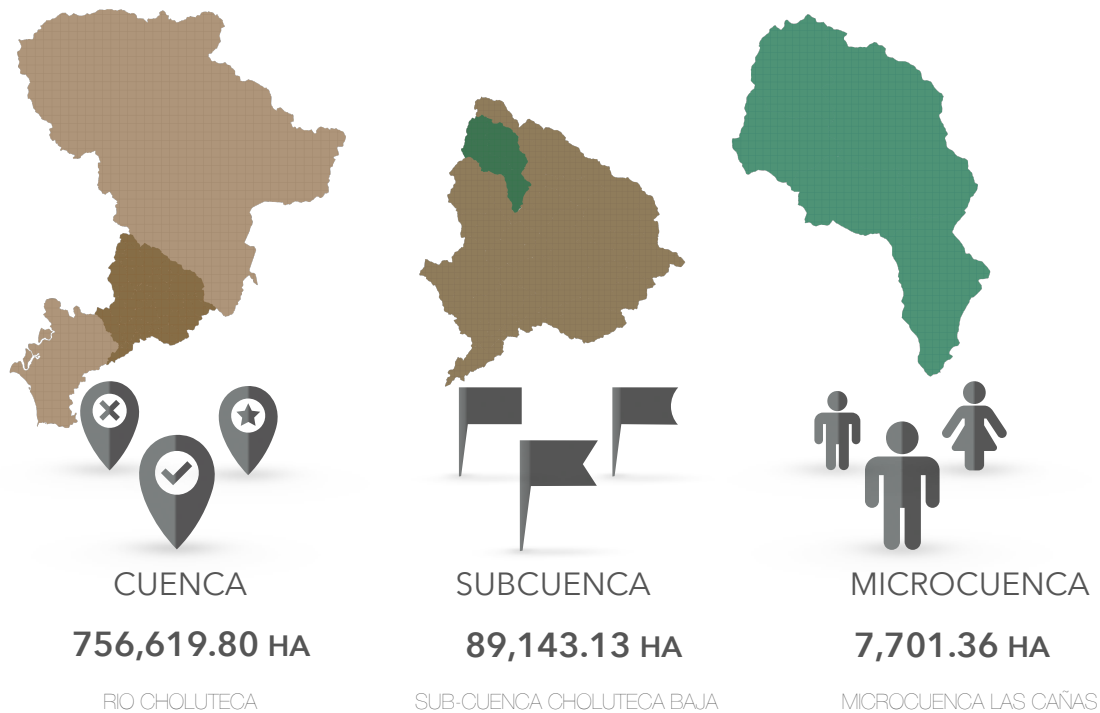 CUENCA
756,619.80 HA
RIO CHOLUTECA
SUBCUENCA
89,143.13 HA
SUB-CUENCA CHOLUTECA BAJA
MICROCUENCA
7,701.36 HA
MICROCUENCA LAS CAÑAS